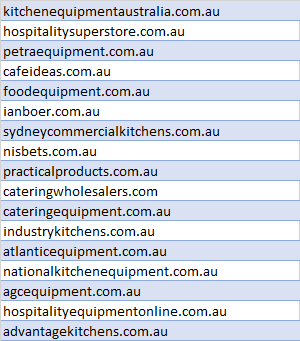 kitchenequipmentaustralia.com.au
hospitalitysuperstore.com.au
petraequipment.com.au
cafeideas.com.au
foodequipment.com.au
ianboer.com.au
sydneycommercialkitchens.com.au
nisbets.com.au
practicalproducts.com.au
cateringwholesalers.com
cateringequipment.com.au
industrykitchens.com.au
atlanticequipment.com.au
nationalkitchenequipment.com.au
agcequipment.com.au
hospitalityequipmentonline.com.au
advantagekitchens.com.au